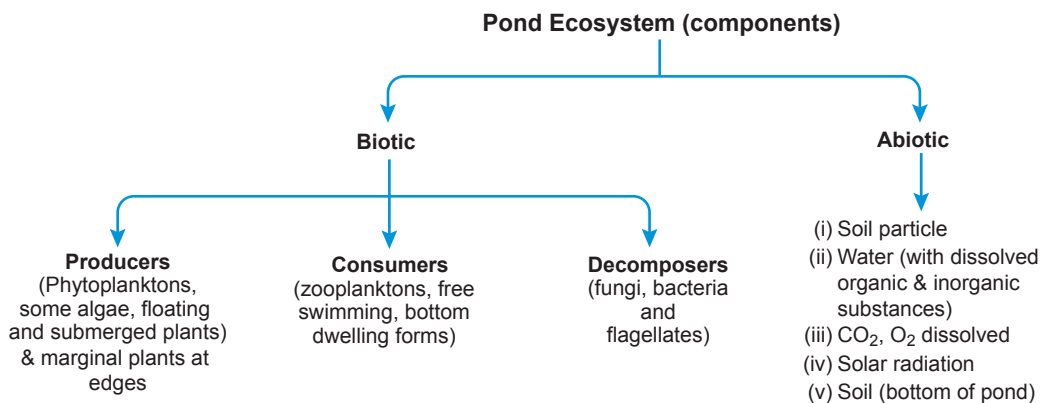 Pond Ecosystem (components)
Biotic
Abiotic
Producers
(Phytoplanktons,
some algae, floating
and submerged plants)
& marginal plants at
edges
Consumers
(zooplanktons, free
swimming, bottom
dwelling forms)
Decomposers
(fungi, bacteria
and
flagellates)
(i) Soil particle
(ii) Water (with dissolved
organic & inorganic
substances)
(iii) CO₂, O₂ dissolved
(iv) Solar radiation
(v) Soil (bottom of pond)